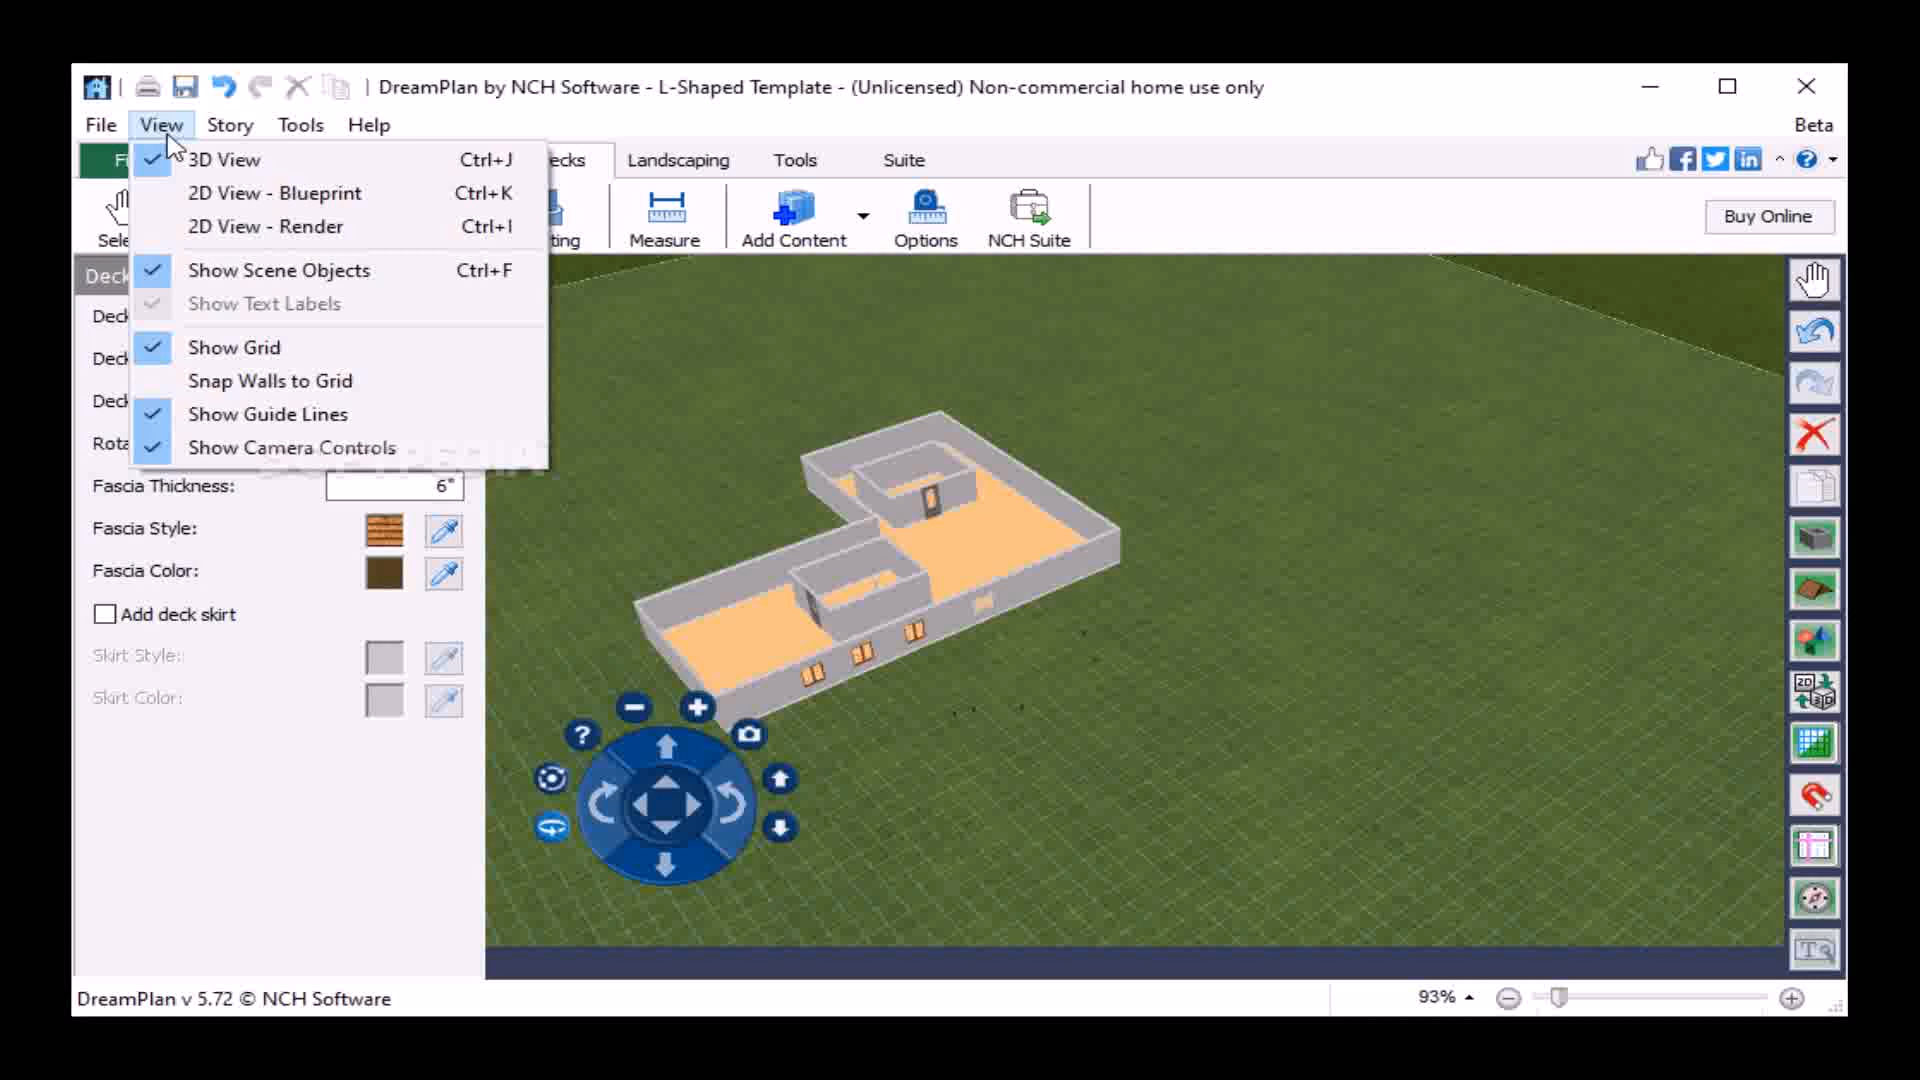 DreamPlan by NCH Software - L-Shaped Template - (Unlicensed) Non-commercial home use only
File View Story Tools Help Beta
3D View Ctrl+J
2D View - Blueprint Ctrl+K
2D View - Render Ctrl+I
Show Scene Objects Ctrl+F
Show Text Labels
Show Grid
Snap Walls to Grid
Show Guide Lines
Show Camera Controls
Landscaping Tools Suite
Measure Add Content Options NCH Suite Buy Online
Fascia Thickness: 6"
Fascia Style:
Fascia Color:
Add deck skirt
Skirt Style:
Skirt Color:
2D
3D
DreamPlan v 5.72 © NCH Software 93%